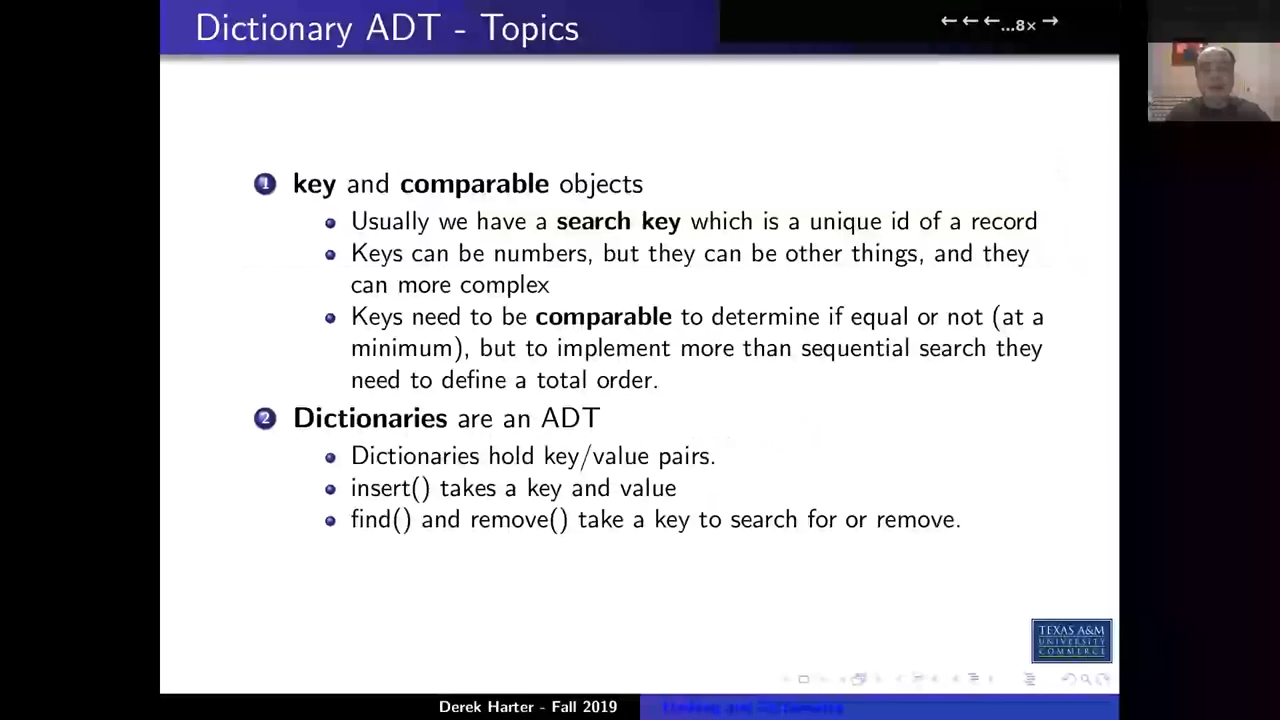 Dictionary ADT - Topics
← ← ←...8× →
1 key and comparable objects
Usually we have a search key which is a unique id of a record
Keys can be numbers, but they can be other things, and they
can more complex
Keys need to be comparable to determine if equal or not (at a
minimum), but to implement more than sequential search they
need to define a total order.
2 Dictionaries are an ADT
Dictionaries hold key/value pairs.
insert() takes a key and value
find() and remove() take a key to search for or remove.
TEXAS A&M
UNIVERSITY
COMMERCE
Derek Harter - Fall 2019